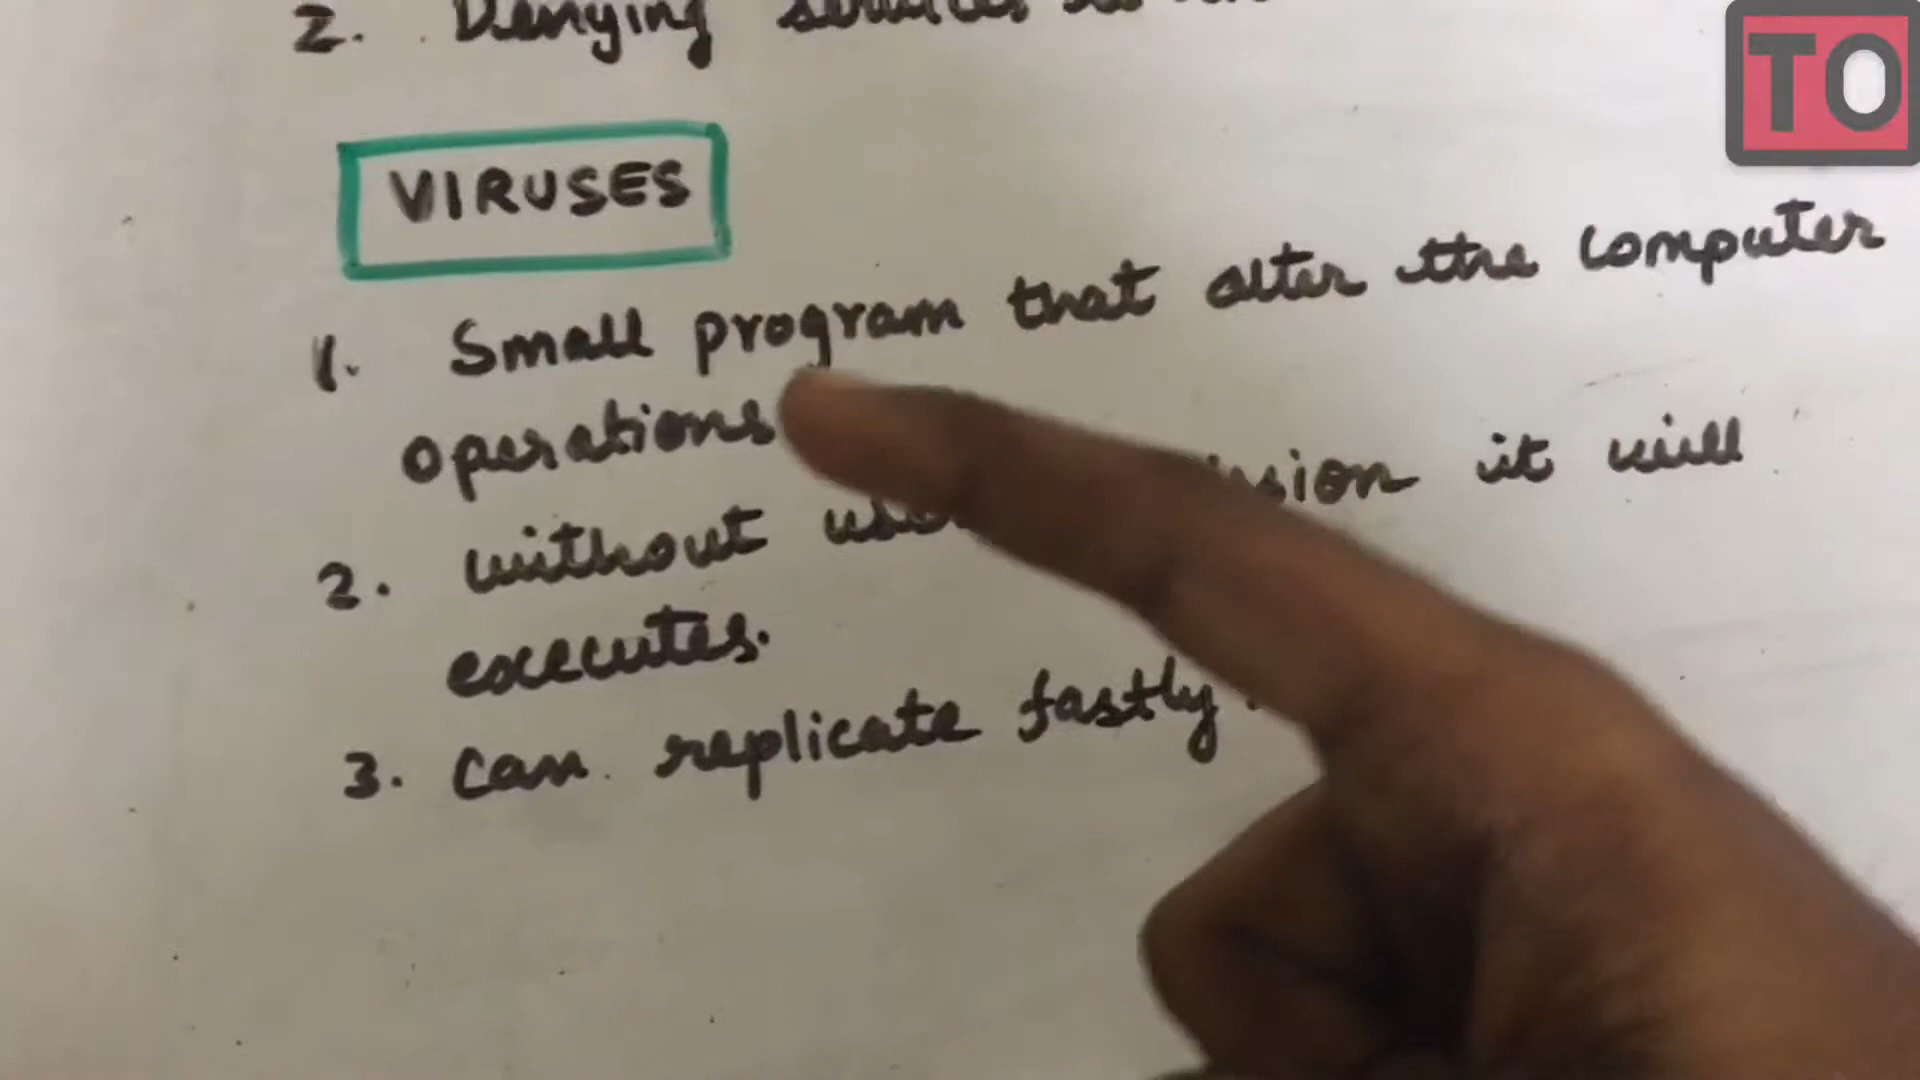 2. Denying
TO
VIRUSES
1. Small program that alter the computer
operations
2. without it will
executes.
3. can replicate fastly